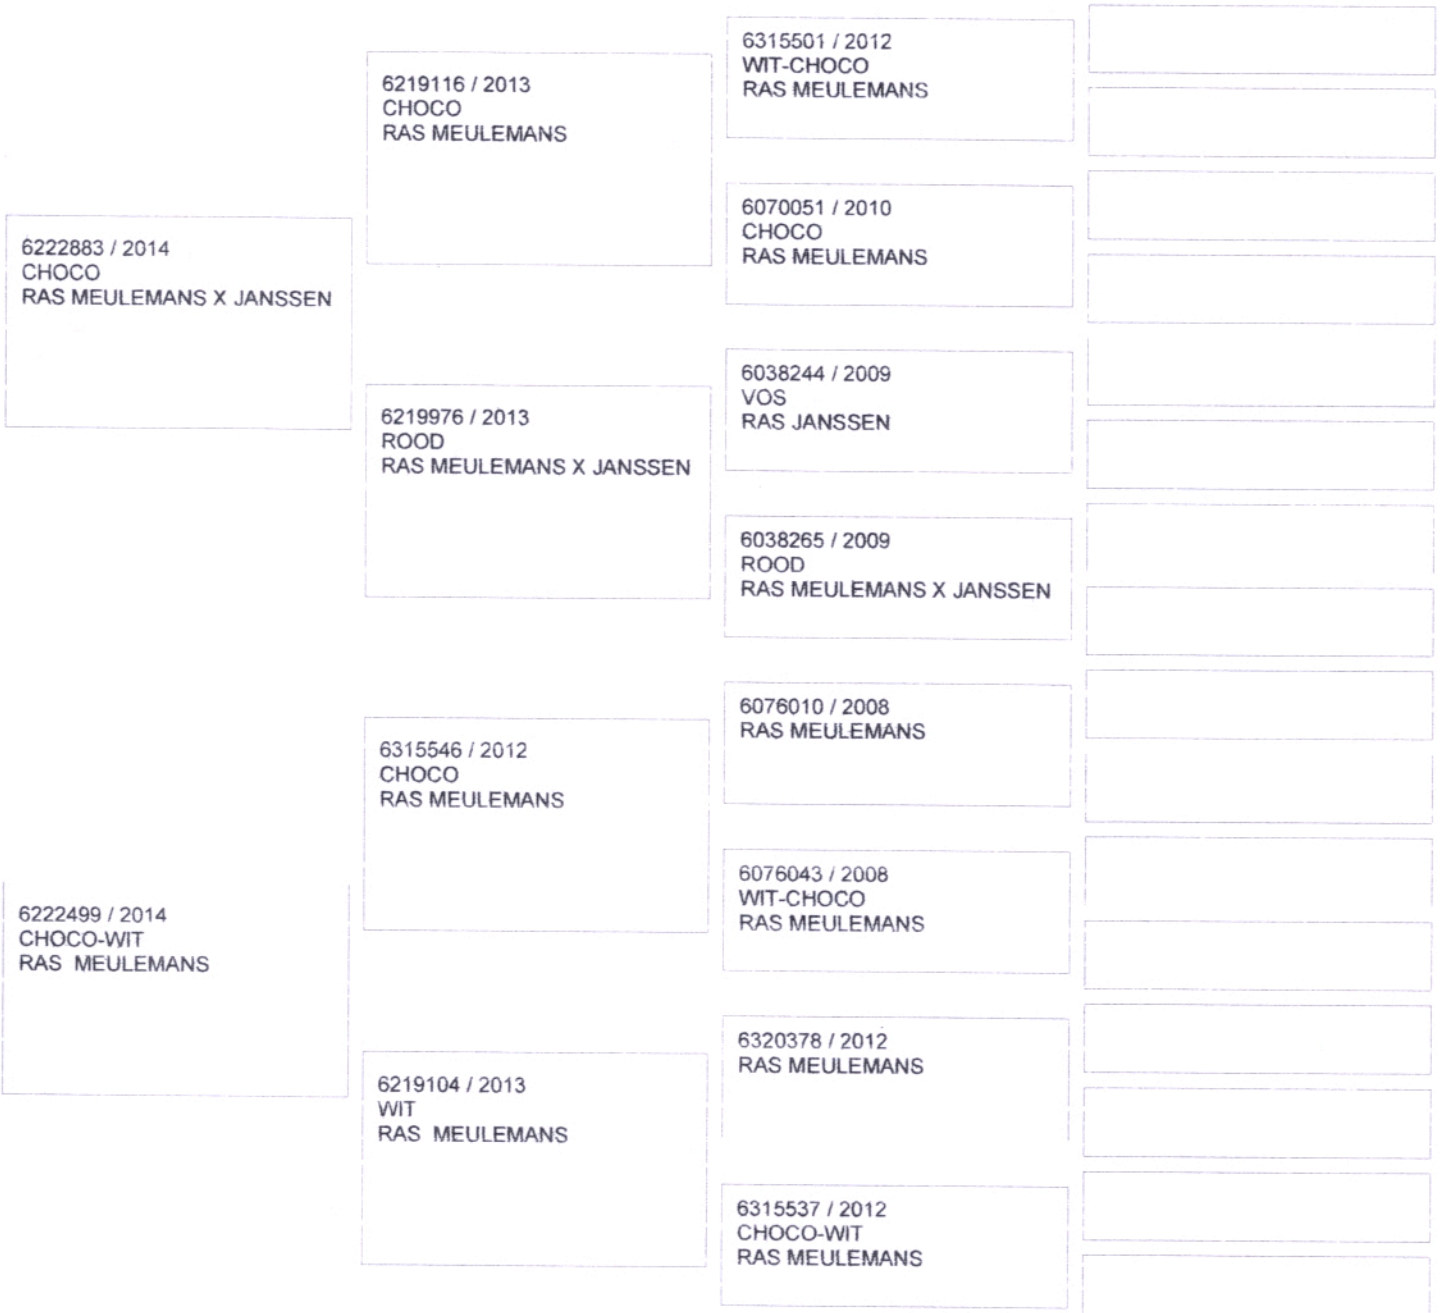 6222883 / 2014
CHOCO
RAS MEULEMANS X JANSSEN
6222499 / 2014
CHOCO-WIT
RAS MEULEMANS
6219116 / 2013
CHOCO
RAS MEULEMANS
6219976 / 2013
ROOD
RAS MEULEMANS X JANSSEN
6315546 / 2012
CHOCO
RAS MEULEMANS
6219104 / 2013
WIT
RAS MEULEMANS
6315501 / 2012
WIT-CHOCO
RAS MEULEMANS
6070051 / 2010
CHOCO
RAS MEULEMANS
6038244 / 2009
VOS
RAS JANSSEN
6038265 / 2009
ROOD
RAS MEULEMANS X JANSSEN
6076010 / 2008
RAS MEULEMANS
6076043 / 2008
WIT-CHOCO
RAS MEULEMANS
6320378 / 2012
RAS MEULEMANS
6315537 / 2012
CHOCO-WIT
RAS MEULEMANS